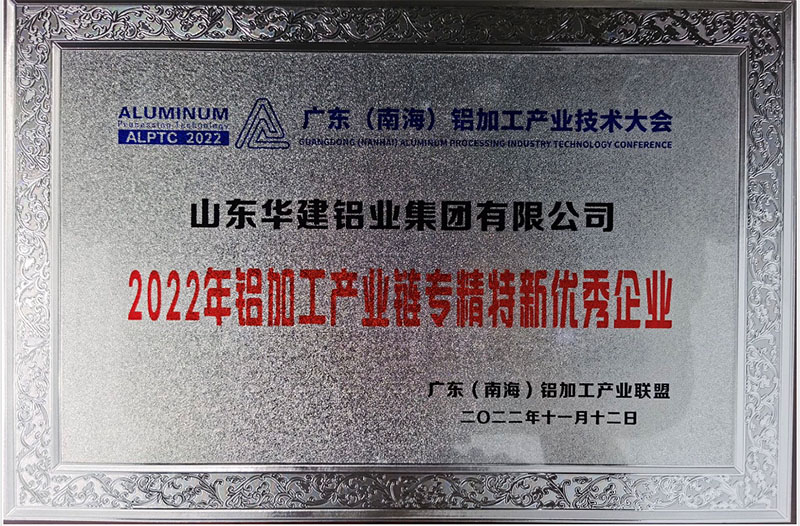 ALUMINUM
Processing Technology
ALPTC 2022
广东（南海）铝加工产业技术大会
GUANGDONG (NANHAI) ALUMINUM PROCESSING INDUSTRY TECHNOLOGY CONFERENCE
山东华建铝业集团有限公司
2022年铝加工产业链专精特新优秀企业
广东（南海）铝加工产业联盟
二〇二二年十一月十二日